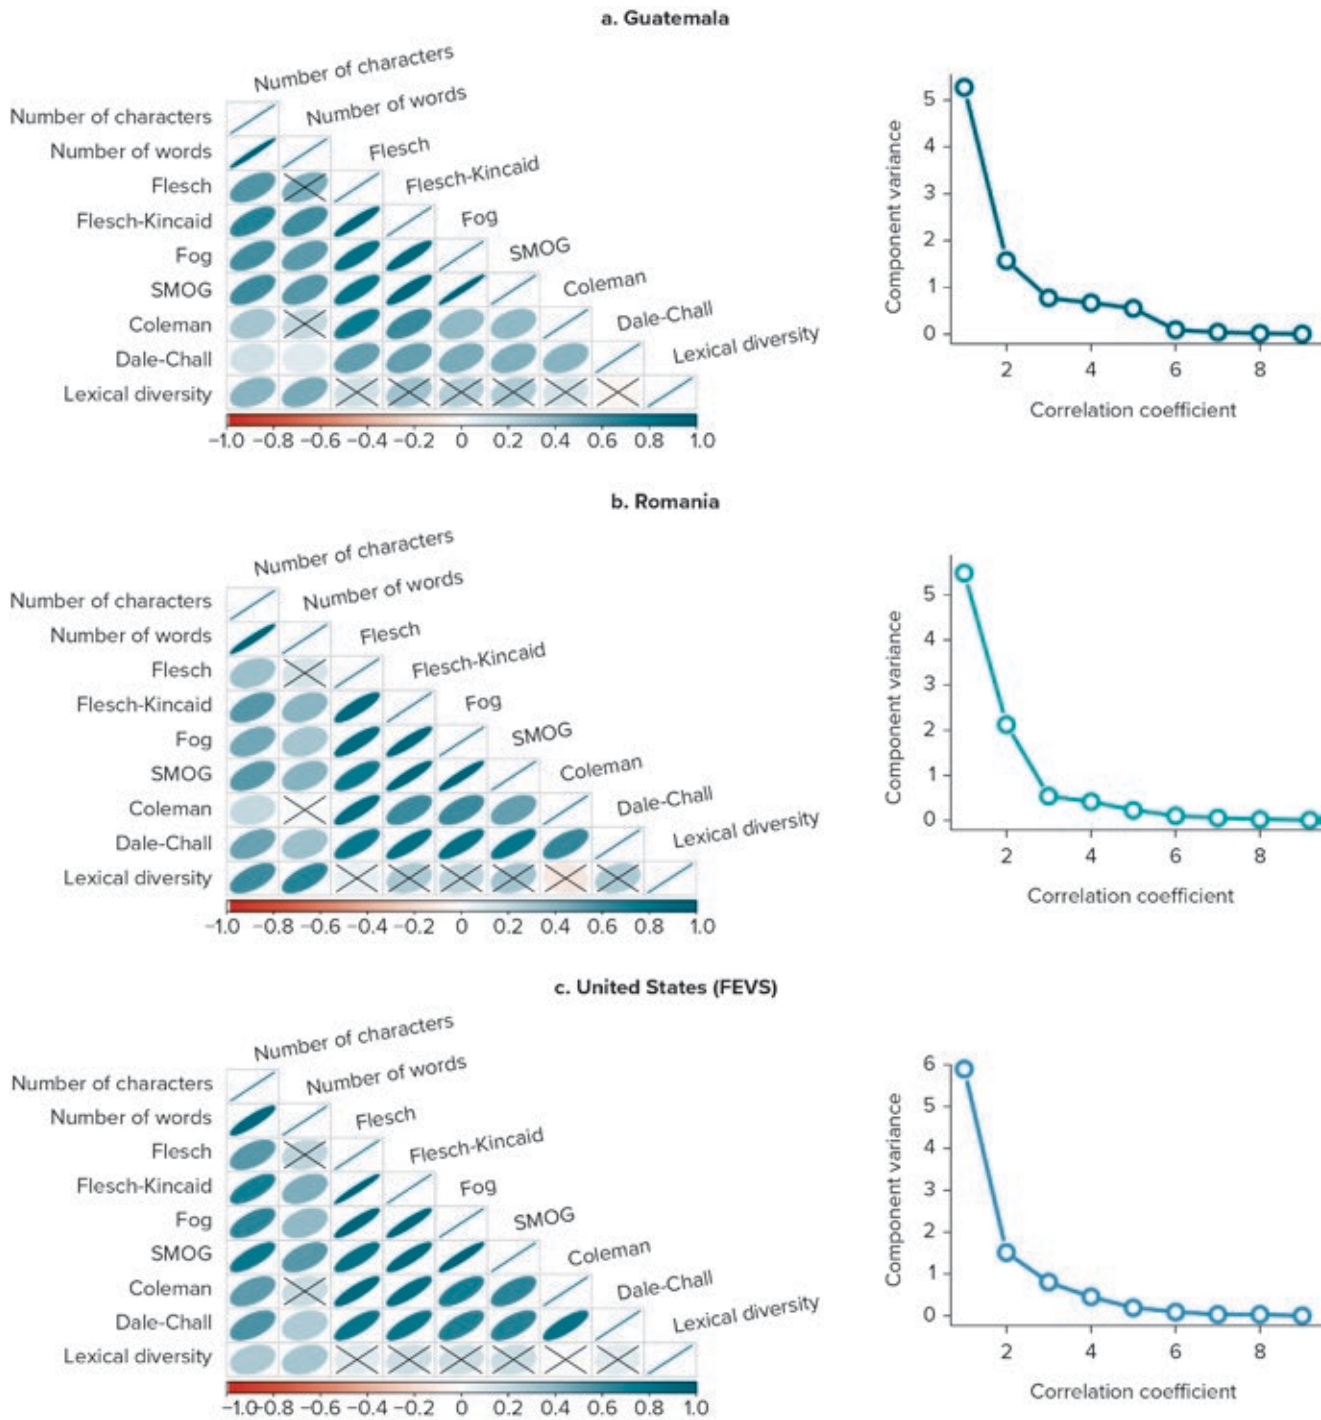 a. Guatemala
Number of characters
Number of words
Flesch
Flesch-Kincaid
Fog
SMOG
Coleman
Dale-Chall
Lexical diversity
Number of characters
Number of words
Flesch
Flesch-Kincaid
Fog
SMOG
Coleman
Dale-Chall
Lexical diversity
−1.0 −0.8 −0.6 −0.4 −0.2 0 0.2 0.4 0.6 0.8 1.0
Component variance
5
4
3
2
1
0
2 4 6 8
Correlation coefficient
b. Romania
Number of characters
Number of words
Flesch
Flesch-Kincaid
Fog
SMOG
Coleman
Dale-Chall
Lexical diversity
Number of characters
Number of words
Flesch
Flesch-Kincaid
Fog
SMOG
Coleman
Dale-Chall
Lexical diversity
−1.0 −0.8 −0.6 −0.4 −0.2 0 0.2 0.4 0.6 0.8 1.0
Component variance
5
4
3
2
1
0
2 4 6 8
Correlation coefficient
c. United States (FEVS)
Number of characters
Number of words
Flesch
Flesch-Kincaid
Fog
SMOG
Coleman
Dale-Chall
Lexical diversity
Number of characters
Number of words
Flesch
Flesch-Kincaid
Fog
SMOG
Coleman
Dale-Chall
Lexical diversity
−1.0 −0.8 −0.6 −0.4 −0.2 0 0.2 0.4 0.6 0.8 1.0
Component variance
6
5
4
3
2
1
0
2 4 6 8
Correlation coefficient